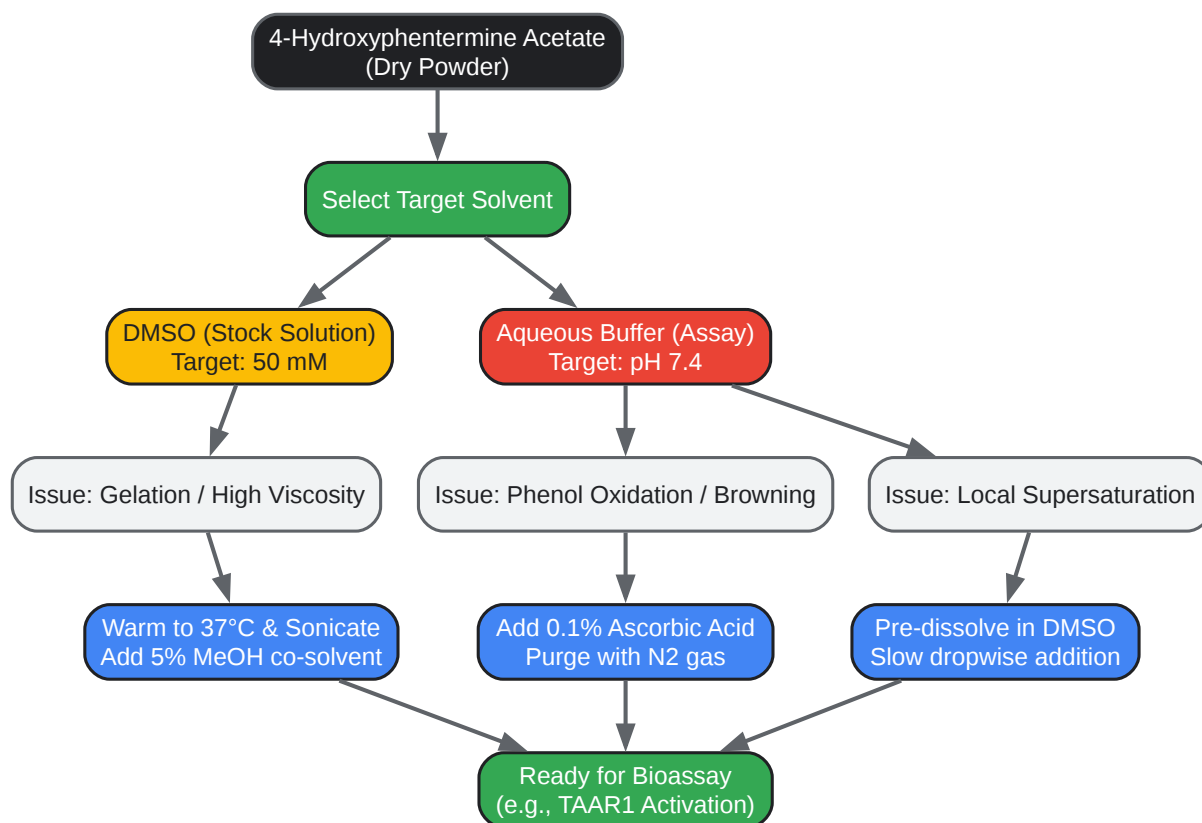 4-Hydroxyphentermine Acetate
(Dry Powder)
Select Target Solvent
DMSO (Stock Solution)
Target: 50 mM
Aqueous Buffer (Assay)
Target: pH 7.4
Issue: Gelation / High Viscosity
Issue: Phenol Oxidation / Browning
Issue: Local Supersaturation
Warm to 37°C & Sonicate
Add 5% MeOH co-solvent
Add 0.1% Ascorbic Acid
Purge with N2 gas
Pre-dissolve in DMSO
Slow dropwise addition
Ready for Bioassay
(e.g., TAAR1 Activation)